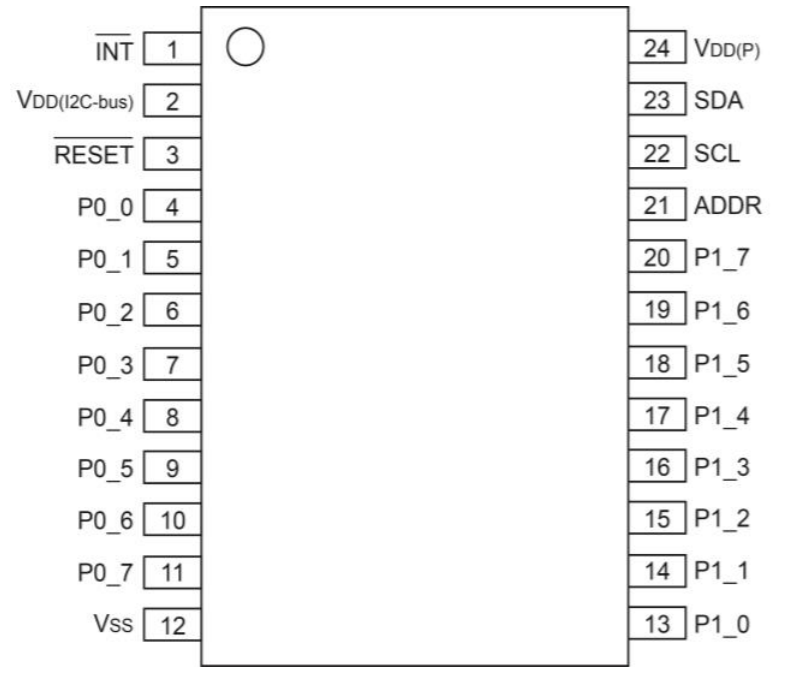 INT 1 24 VDD(P)
VDD(I2C-bus) 2 23 SDA
RESET 3 22 SCL
P0_0 4 21 ADDR
P0_1 5 20 P1_7
P0_2 6 19 P1_6
P0_3 7 18 P1_5
P0_4 8 17 P1_4
P0_5 9 16 P1_3
P0_6 10 15 P1_2
P0_7 11 14 P1_1
VSS 12 13 P1_0